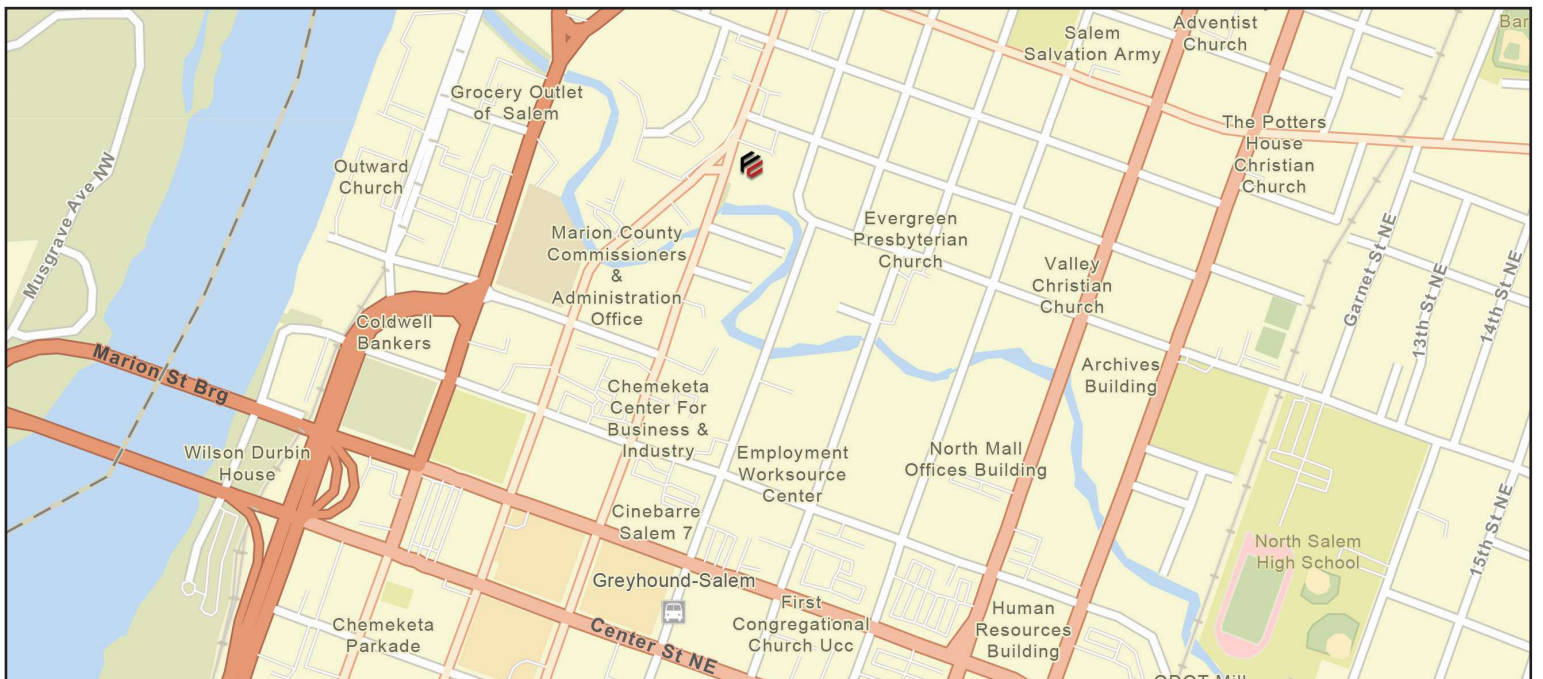 Adventist
Church
Salem
Salvation Army
Bar
Grocery Outlet
of Salem
The Potters
House
Christian
Church
Outward
Church
Musgrave Ave NW
Evergreen
Presbyterian
Church
Marion County
Commissioners
&
Administration
Office
Garnet St NE
13th St NE
14th St NE
Valley
Christian
Church
Coldwell
Bankers
Marion St Brg
Archives
Building
Chemeketa
Center For
Business &
Industry
Wilson Durbin
House
Employment
Worksource
Center
North Mall
Offices Building
Cinebarre
Salem 7
15th St NE
North Salem
High School
Greyhound-Salem
First
Congregational
Church Ucc
Human
Resources
Building
Chemeketa
Parkade
Center St NE